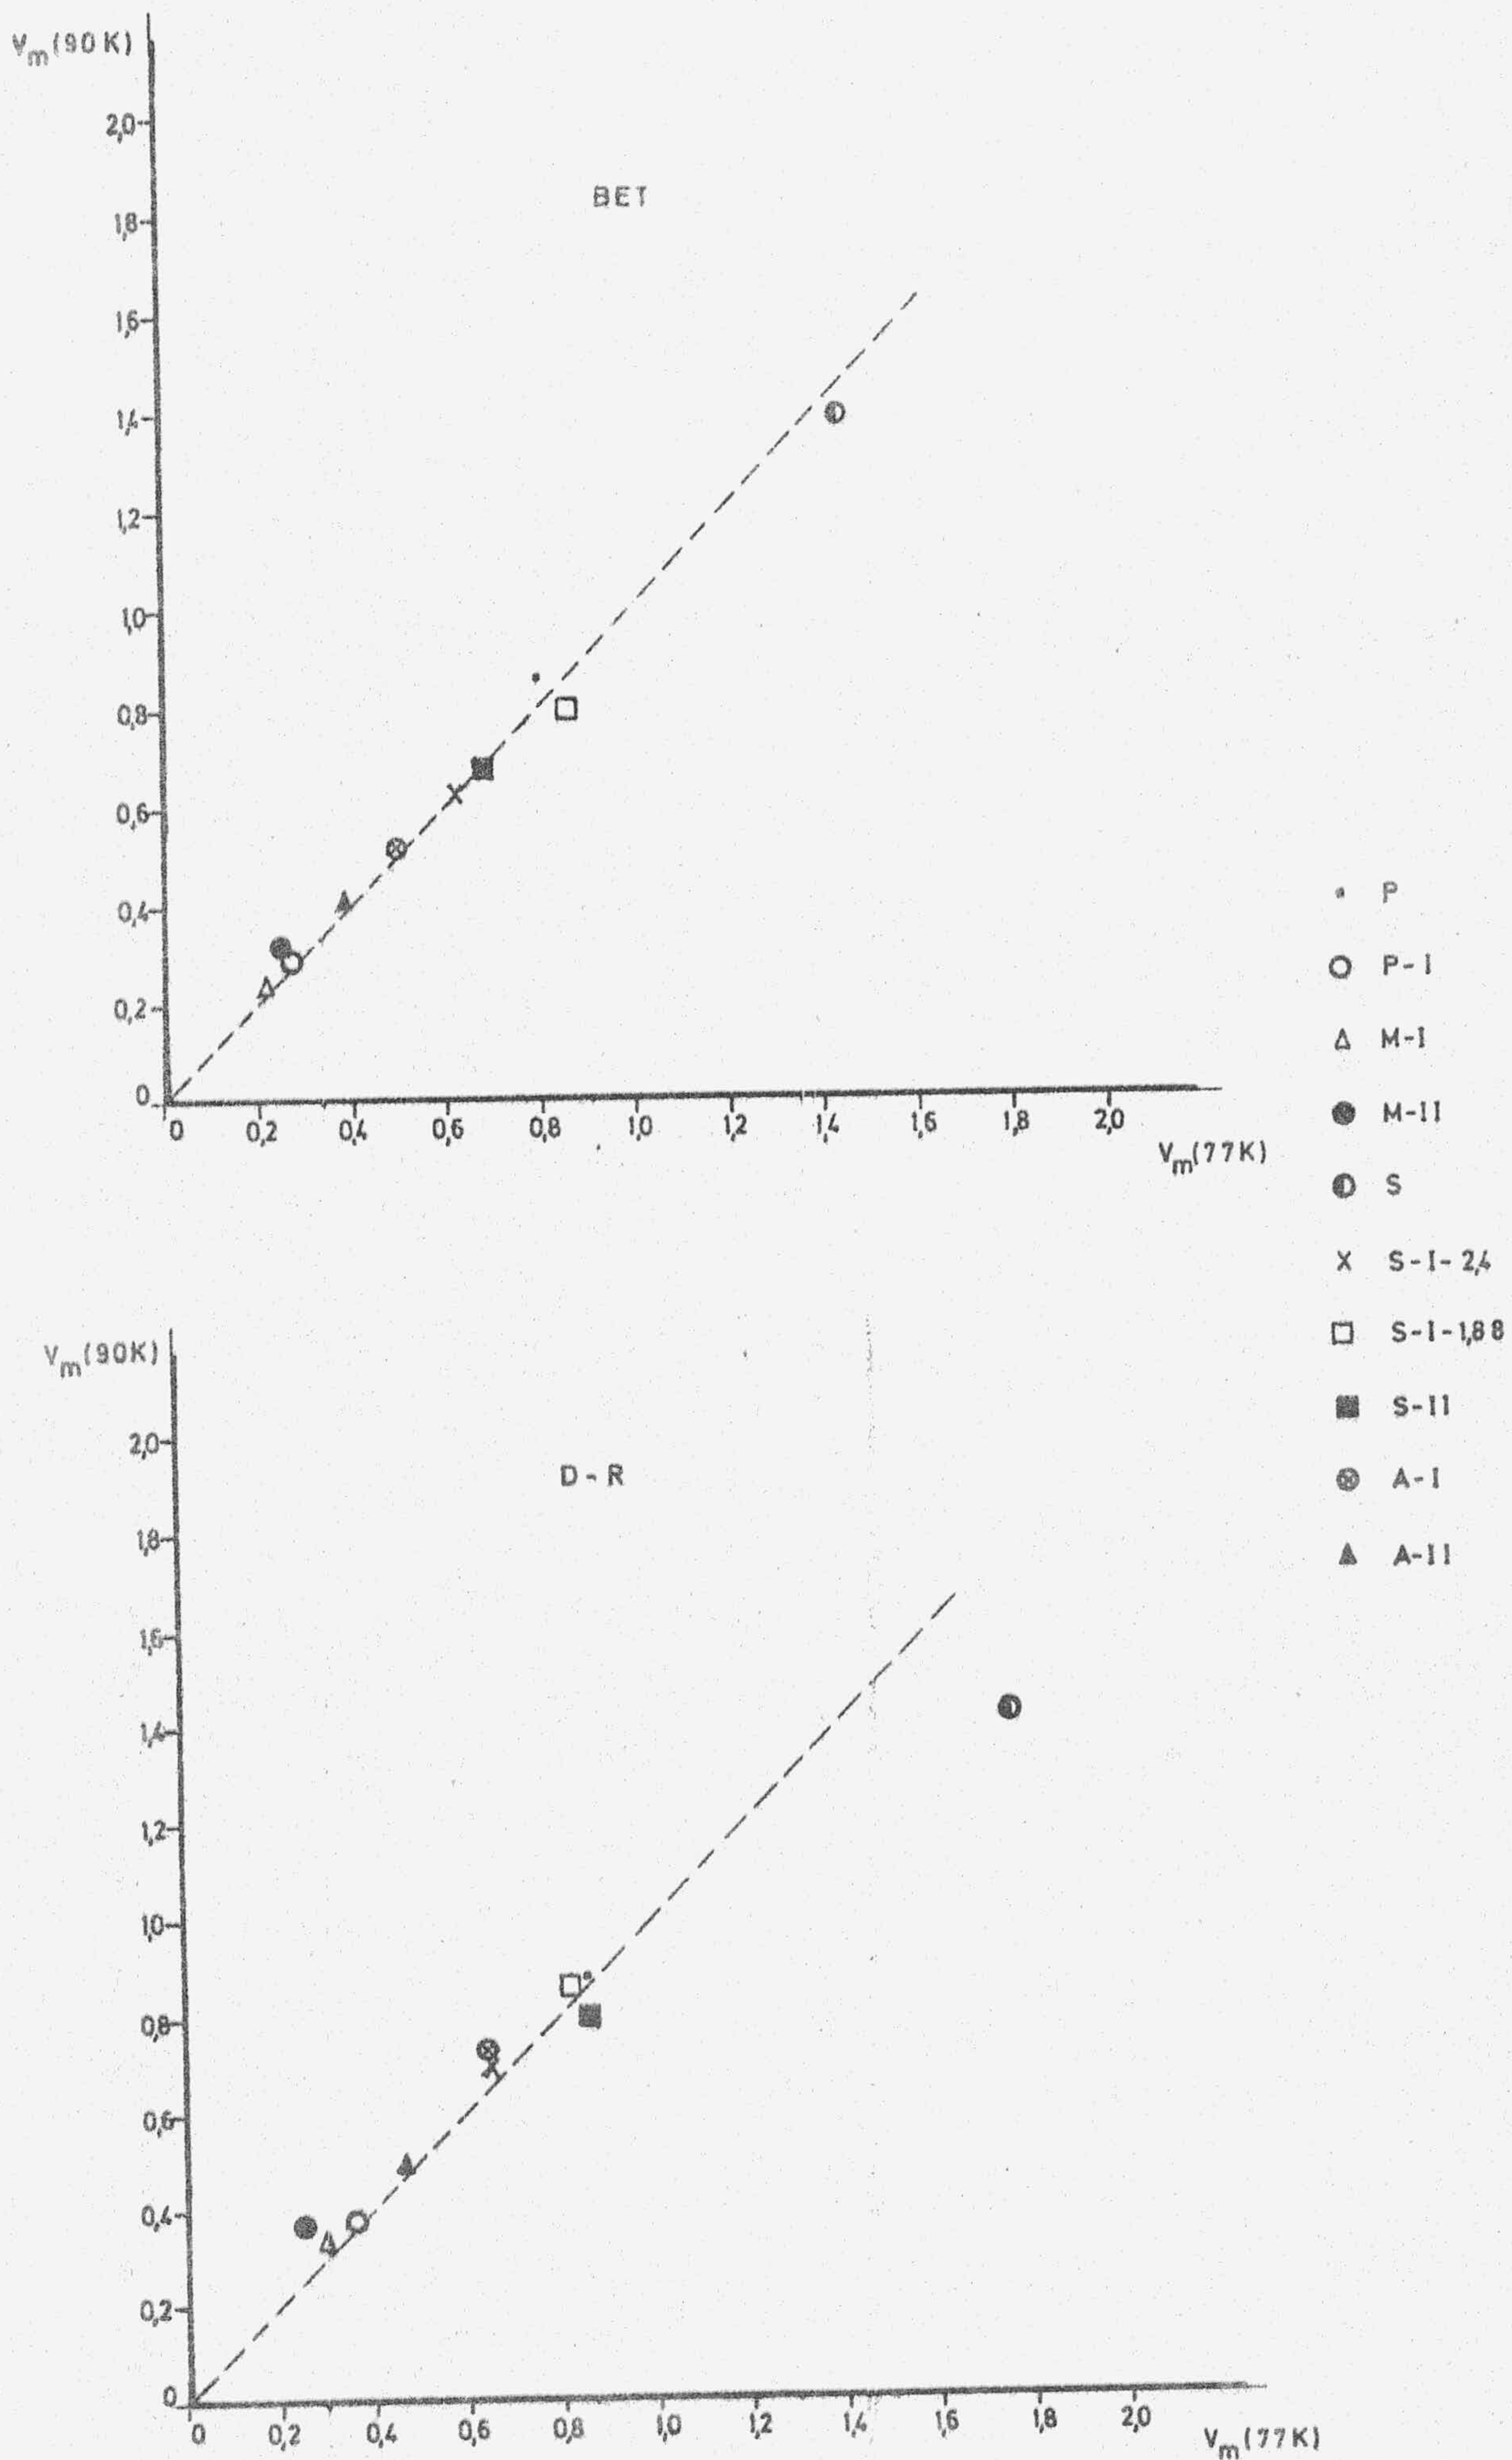 Vm(90K)
2,0
1,8
1,6
1,4
1,2
1,0
0,8
0,6
0,4
0,2
0
BET
0 0,2 0,4 0,6 0,8 1,0 1,2 1,4 1,6 1,8 2,0
Vm(77K)
P
P-I
M-I
M-II
S
S-I-2,4
S-I-1,88
S-II
A-I
A-II
Vm(90K)
2,0
1,8
1,6
1,4
1,2
1,0
0,8
0,6
0,4
0,2
0
D-R
0 0,2 0,4 0,6 0,8 1,0 1,2 1,4 1,6 1,8 2,0
Vm(77K)